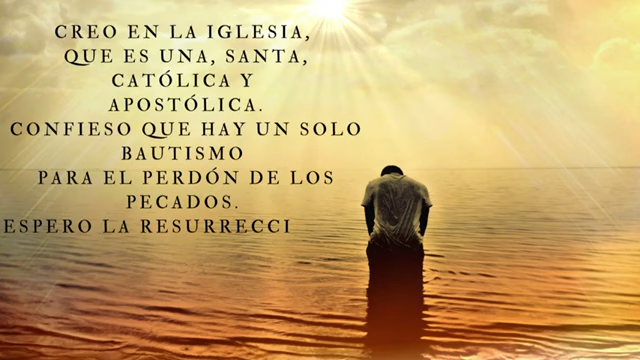 CREO EN LA IGLESIA,
QUE ES UNA, SANTA,
CATÓLICA Y
APOSTÓLICA.
CONFIESO QUE HAY UN SOLO
BAUTISMO
PARA EL PERDÓN DE LOS
PECADOS.
ESPERO LA RESURRECCI